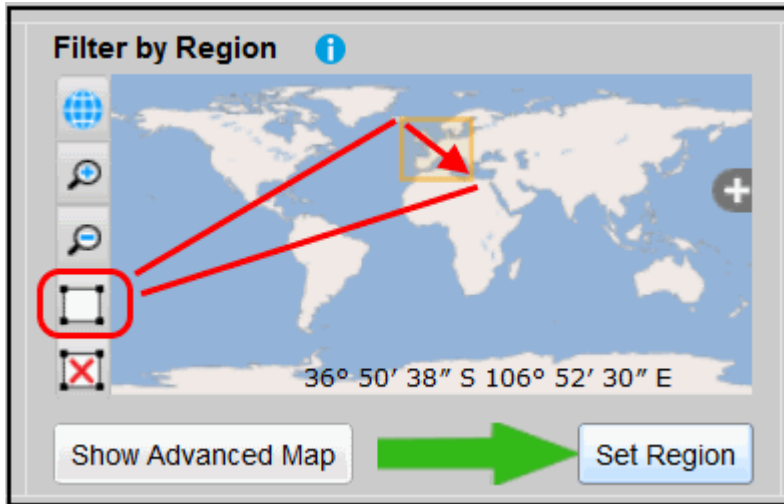 Filter by Region
36° 50′ 38″ S 106° 52′ 30″ E
Show Advanced Map
Set Region